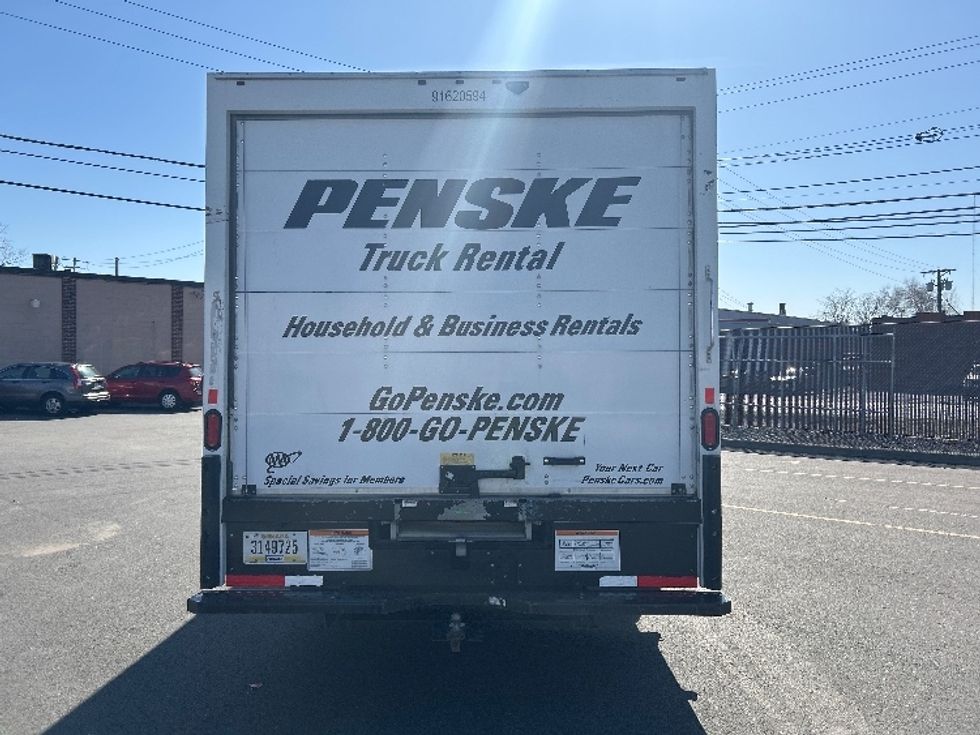 91620594
PENSKE
Truck Rental
Household & Business Rentals
GoPenske.com
1-800-GO-PENSKE
AAA
Special Savings for Members
Your Next Car
PenskeCars.com
3149725